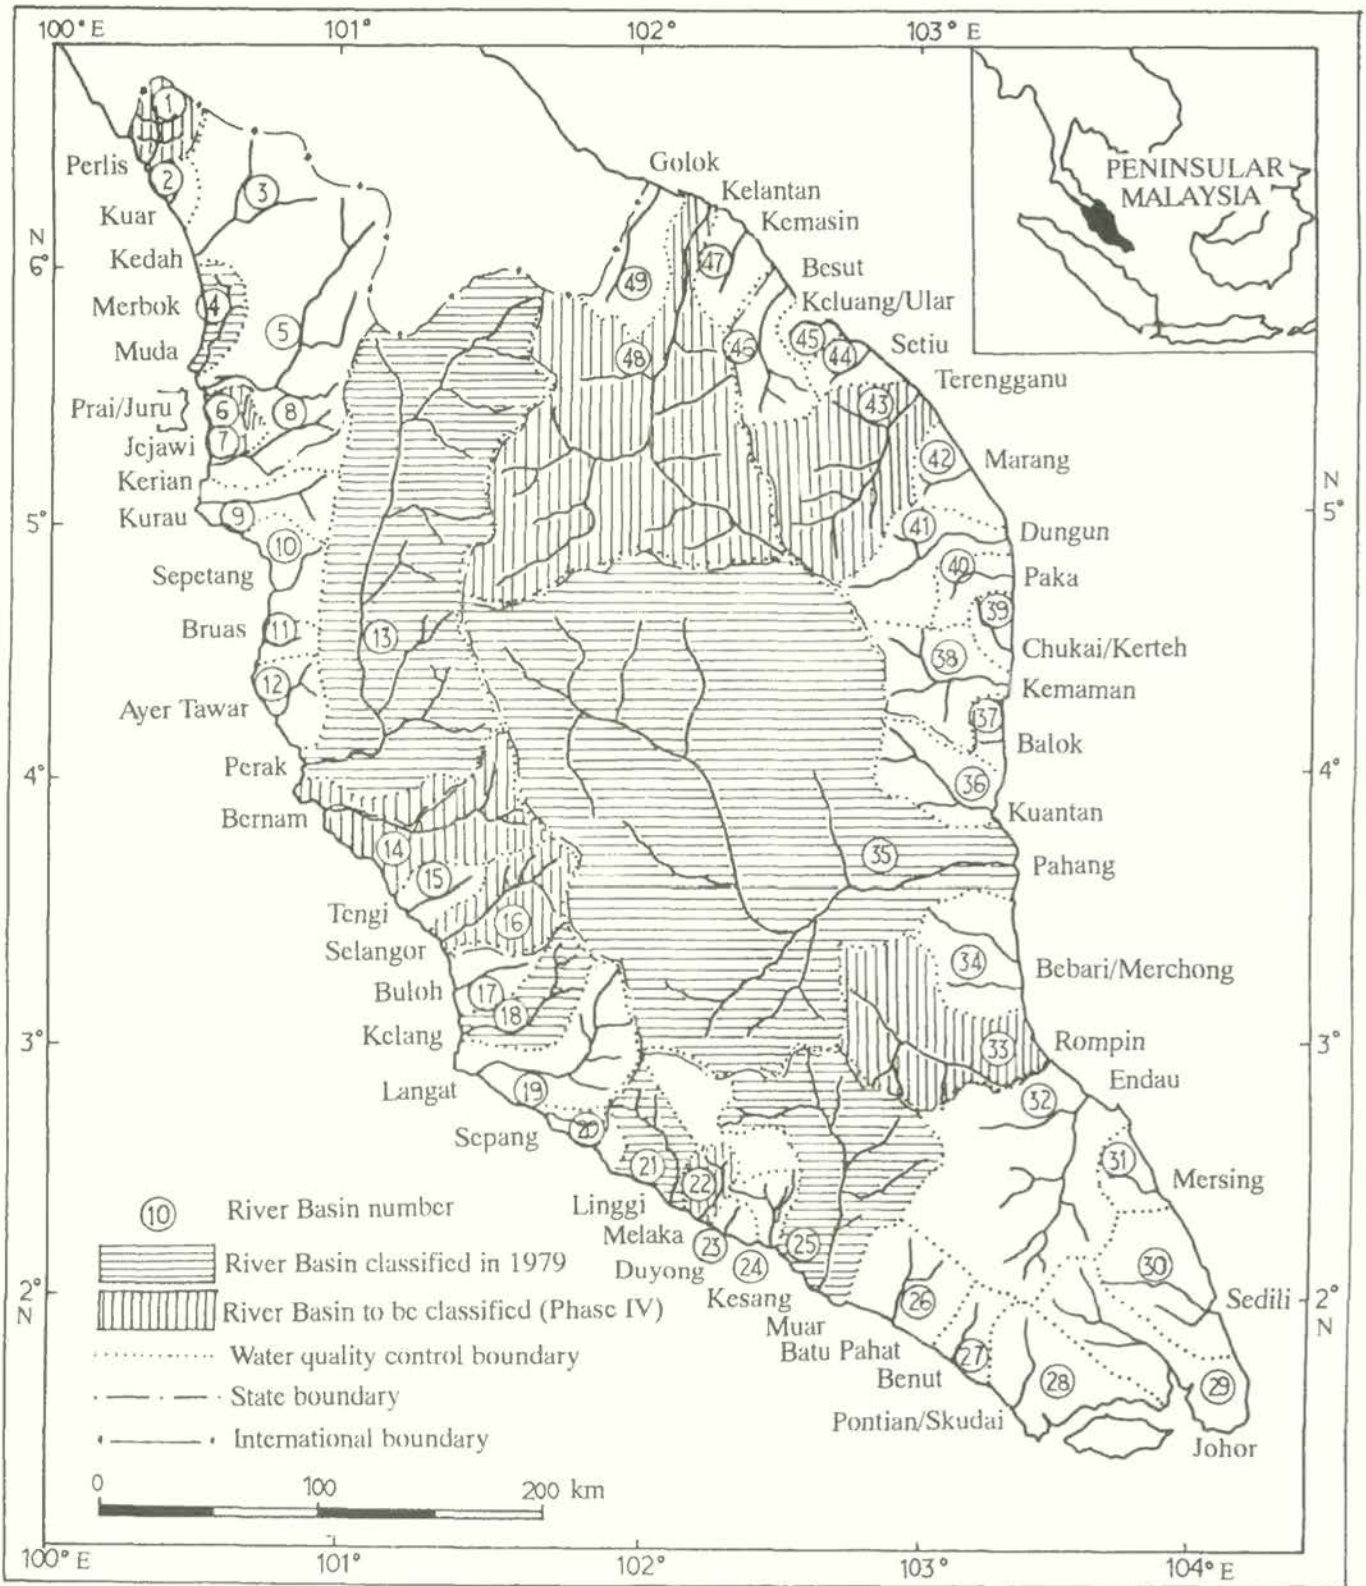 100° E
101°
102°
103° E
PENINSULAR
MALAYSIA
1
Perlis
2
3
Kuar
Kedah
N
6°
Merbok
4
Muda
5
Prai/Juru
6
8
Jejawi
7
Kerian
Kurau
9
5°
10
Sepetang
Bruas
11
13
12
Ayer Tawar
Perak
4°
Bernam
14
15
Tengi
16
Selangor
Buloh
17
18
Kelang
3°
Langat
19
Sepang
20
21
22
Linggi
Melaka
23
25
Duyong
24
Kesang
Muar
Batu Pahat
26
Benut
27
28
Pontian/Skudai
29
Johor
Golok
Kelantan
Kemasin
47
49
Besut
Keluang/Ular
48
46
45
44
Setiu
Terengganu
43
42
Marang
N
5°
41
Dungun
40
Paka
39
Chukai/Kerteh
38
Kemaman
37
Balok
36
4°
Kuantan
35
Pahang
34
Bebari/Merchong
33
Rompin
3°
32
Endau
31
Mersing
30
Sedili
2°
N
10 River Basin number
River Basin classified in 1979
River Basin to be classified (Phase IV)
Water quality control boundary
State boundary
International boundary
2°
N
0 100 200 km
100° E
101°
102°
103°
104° E